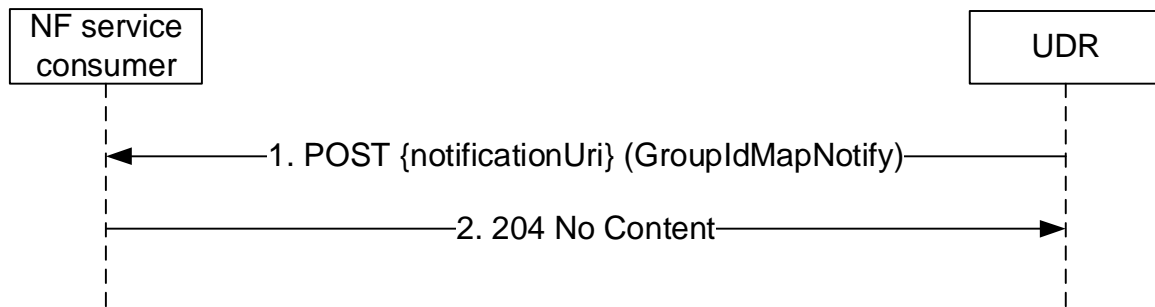 NF service
consumer
UDR
1. POST {notificationUri} (GroupIdMapNotify)
2. 204 No Content